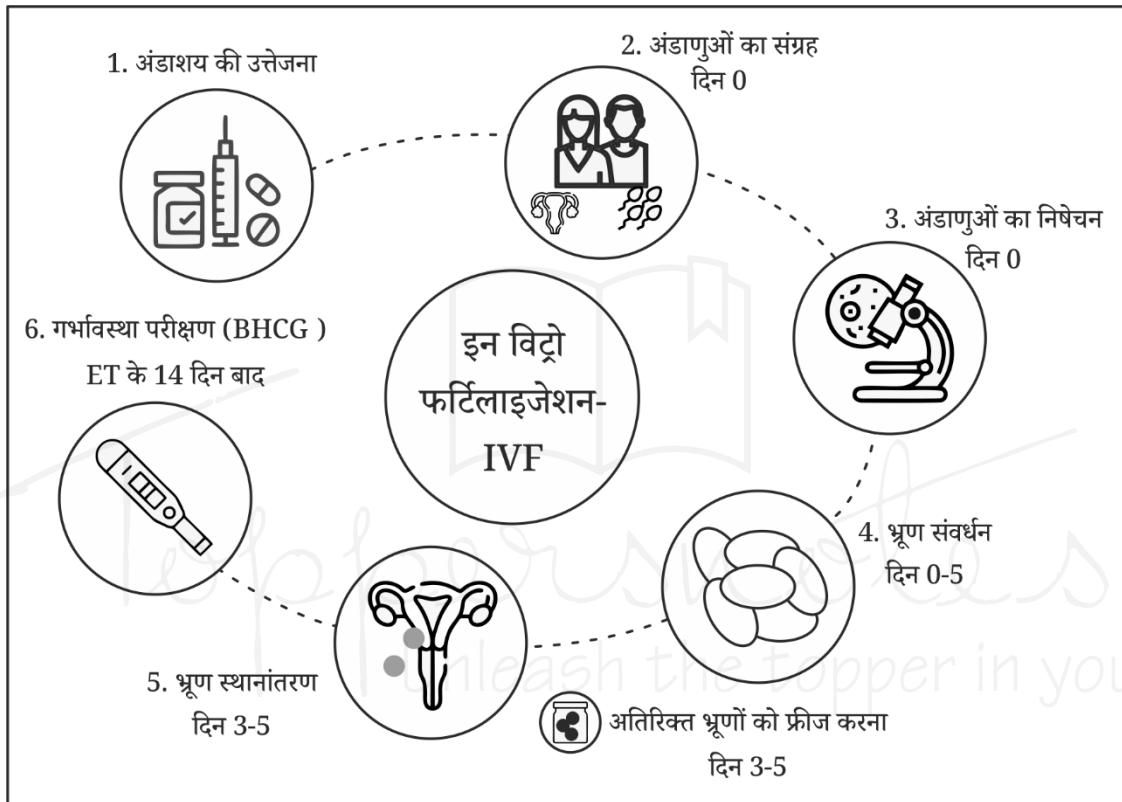 1. अंडाशय की उत्तेजना
2. अंडाणुओं का संग्रह
दिन 0
3. अंडाणुओं का निषेचन
दिन 0
4. भ्रूण संवर्धन
दिन 0-5
अतिरिक्त भ्रूणों को फ्रीज करना
दिन 3-5
5. भ्रूण स्थानांतरण
दिन 3-5
6. गर्भावस्था परीक्षण (BHCG )
ET के 14 दिन बाद
इन विट्रो
फर्टिलाइजेशन-
IVF
Toppersnotes
Unleash the topper in you